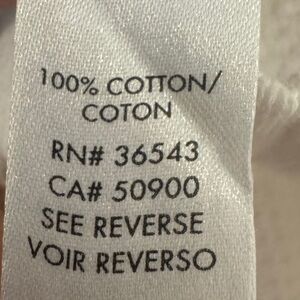 100% COTTON/
COTON
RN# 36543
CA# 50900
SEE REVERSE
VOIR REVERSO